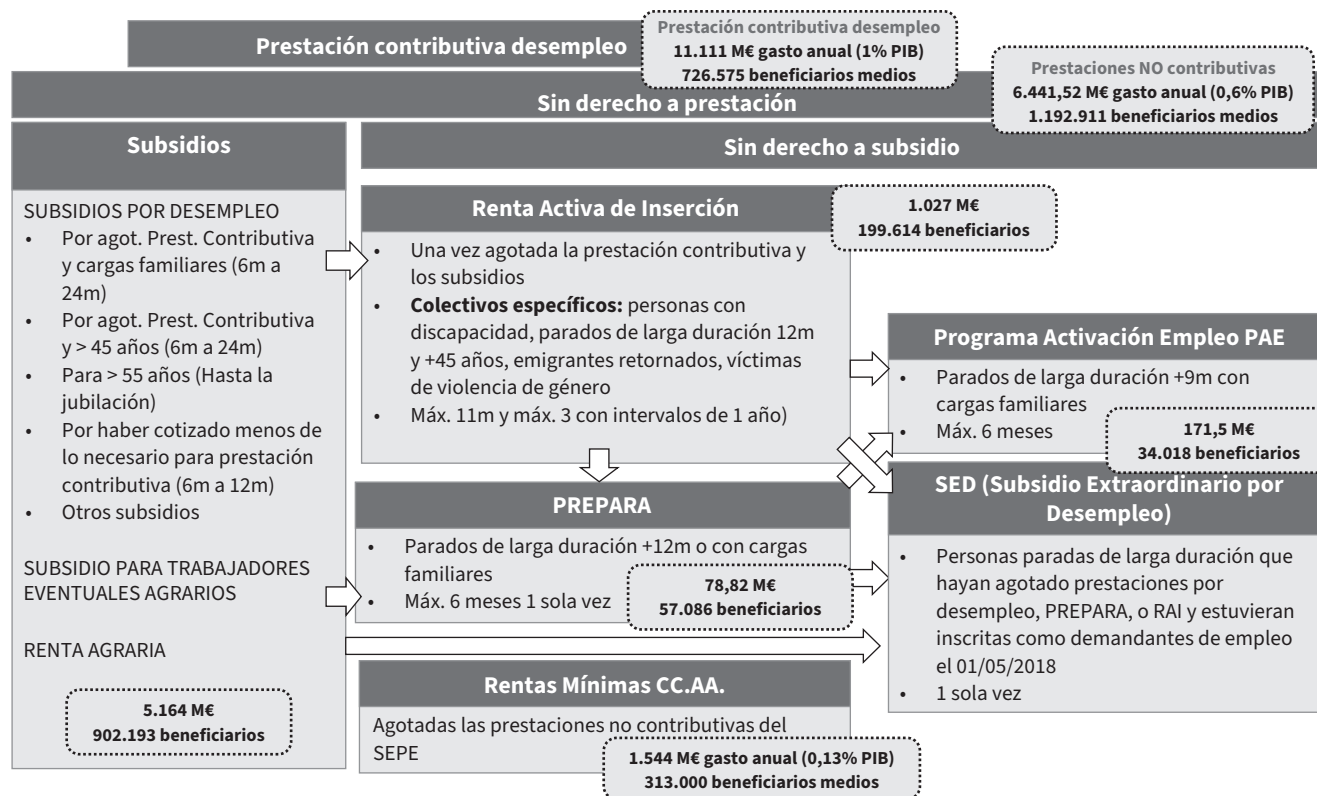 Prestación contributiva desempleo
Prestación contributiva desempleo
11.111 M€ gasto anual (1% PIB)
726.575 beneficiarios medios
Sin derecho a prestación
Prestaciones NO contributivas
6.441,52 M€ gasto anual (0,6% PIB)
1.192.911 beneficiarios medios
Subsidios
Sin derecho a subsidio
SUBSIDIOS POR DESEMPLEO
• Por agot. Prest. Contributiva
y cargas familiares (6m a
24m)
• Por agot. Prest. Contributiva
y > 45 años (6m a 24m)
• Para > 55 años (Hasta la
jubilación)
• Por haber cotizado menos de
lo necesario para prestación
contributiva (6m a 12m)
• Otros subsidios
SUBSIDIO PARA TRABAJADORES
EVENTUALES AGRARIOS
RENTA AGRARIA
5.164 M€
902.193 beneficiarios
Renta Activa de Inserción
1.027 M€
199.614 beneficiarios
• Una vez agotada la prestación contributiva y
los subsidios
• Colectivos específicos: personas con
discapacidad, parados de larga duración 12m
y +45 años, emigrantes retornados, víctimas
de violencia de género
• Máx. 11m y máx. 3 con intervalos de 1 año)
PREPARA
• Parados de larga duración +12m o con cargas
familiares
• Máx. 6 meses 1 sola vez
78,82 M€
57.086 beneficiarios
Rentas Mínimas CC.AA.
Agotadas las prestaciones no contributivas del
SEPE
1.544 M€ gasto anual (0,13% PIB)
313.000 beneficiarios medios
Programa Activación Empleo PAE
• Parados de larga duración +9m con
cargas familiares
• Máx. 6 meses
171,5 M€
34.018 beneficiarios
SED (Subsidio Extraordinario por
Desempleo)
• Personas paradas de larga duración que
hayan agotado prestaciones por
desempleo, PREPARA, o RAI y estuvieran
inscritas como demandantes de empleo
el 01/05/2018
• 1 sola vez